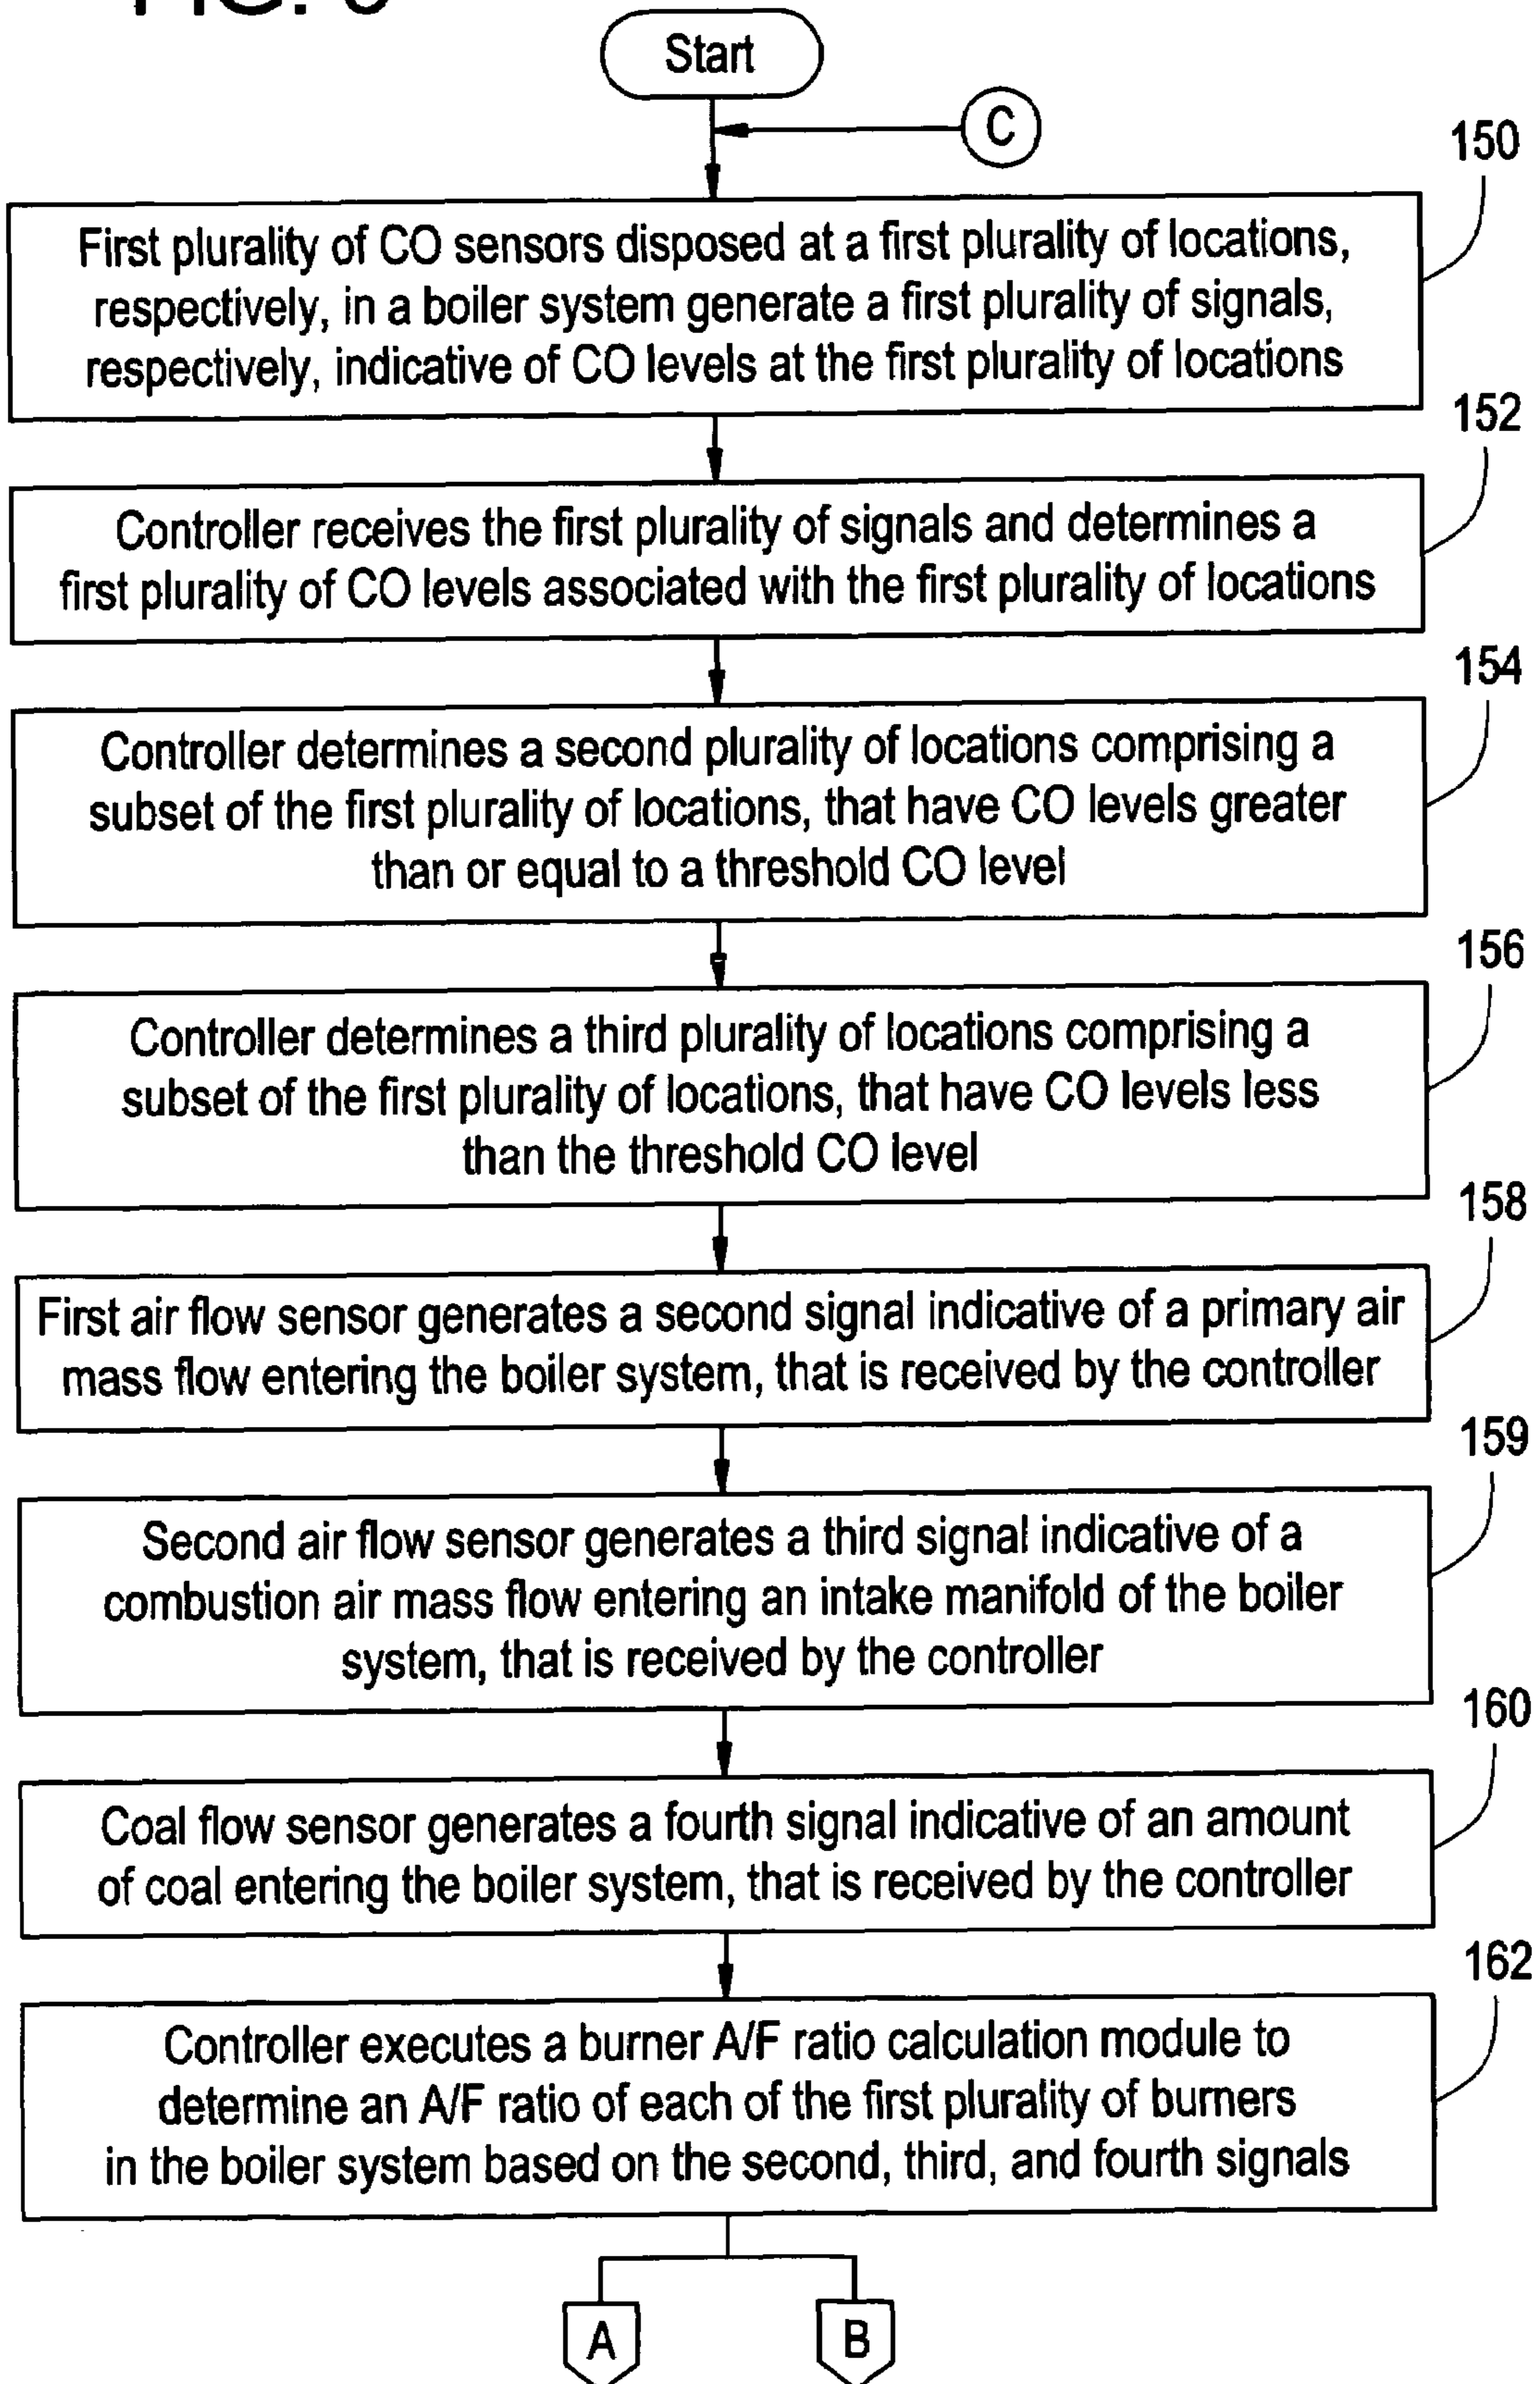 Start
C
150
First plurality of CO sensors disposed at a first plurality of locations,
respectively, in a boiler system generate a first plurality of signals,
respectively, indicative of CO levels at the first plurality of locations
152
Controller receives the first plurality of signals and determines a
first plurality of CO levels associated with the first plurality of locations
154
Controller determines a second plurality of locations comprising a
subset of the first plurality of locations, that have CO levels greater
than or equal to a threshold CO level
156
Controller determines a third plurality of locations comprising a
subset of the first plurality of locations, that have CO levels less
than the threshold CO level
158
First air flow sensor generates a second signal indicative of a primary air
mass flow entering the boiler system, that is received by the controller
159
Second air flow sensor generates a third signal indicative of a
combustion air mass flow entering an intake manifold of the boiler
system, that is received by the controller
160
Coal flow sensor generates a fourth signal indicative of an amount
of coal entering the boiler system, that is received by the controller
162
Controller executes a burner A/F ratio calculation module to
determine an A/F ratio of each of the first plurality of burners
in the boiler system based on the second, third, and fourth signals
A
B